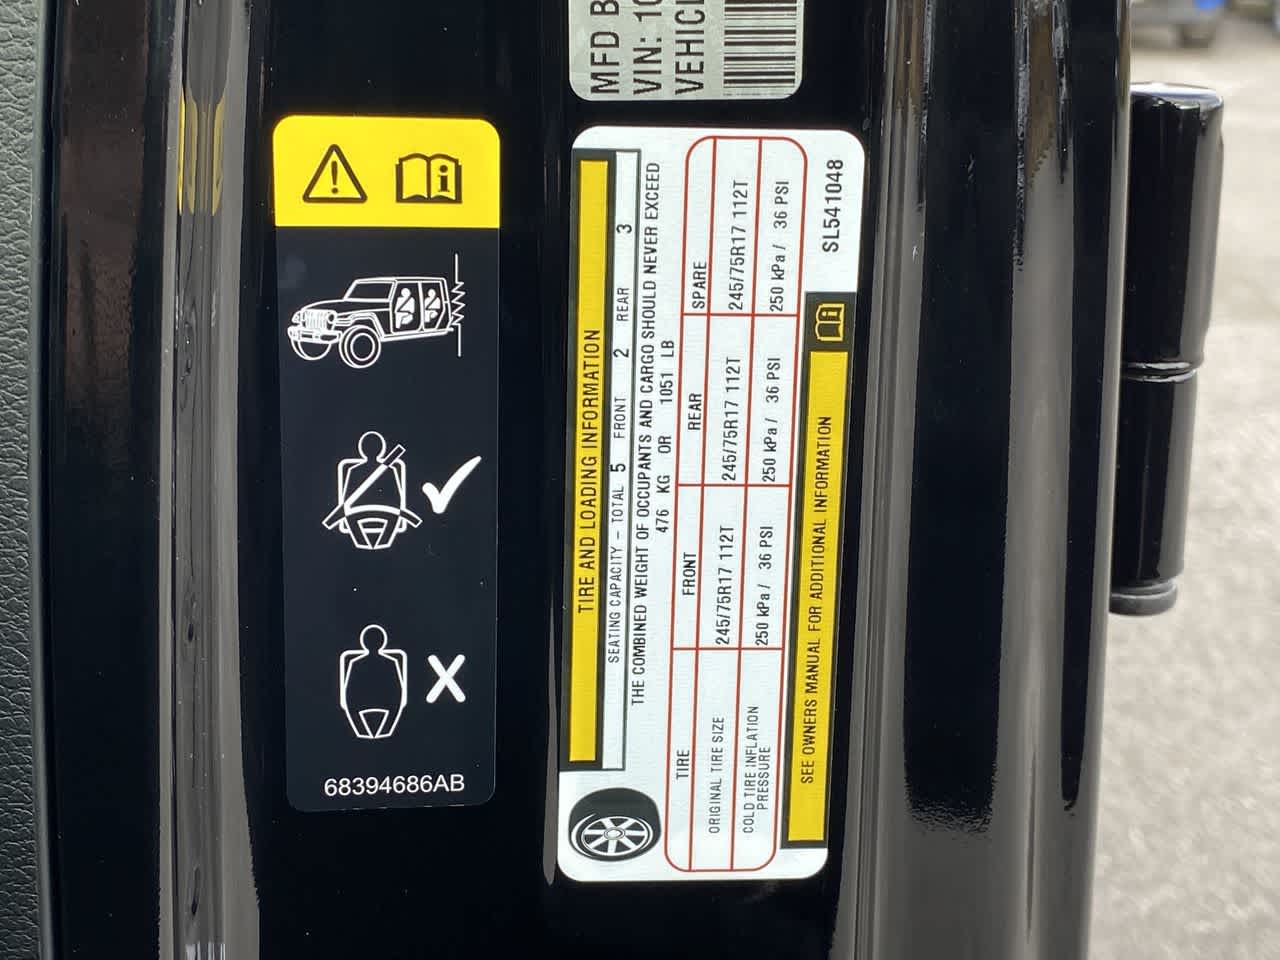 MFD B
VIN: 10
VEHICL
TIRE AND LOADING INFORMATION
SEATING CAPACITY – TOTAL 5 FRONT 2 REAR 3
THE COMBINED WEIGHT OF OCCUPANTS AND CARGO SHOULD NEVER EXCEED
476 KG OR 1051 LB
TIRE FRONT REAR SPARE
ORIGINAL TIRE SIZE 245/75R17 112T 245/75R17 112T 245/75R17 112T
COLD TIRE INFLATION PRESSURE 250 kPa / 36 PSI 250 kPa / 36 PSI 250 kPa / 36 PSI
SEE OWNERS MANUAL FOR ADDITIONAL INFORMATION
SL541048
68394686AB